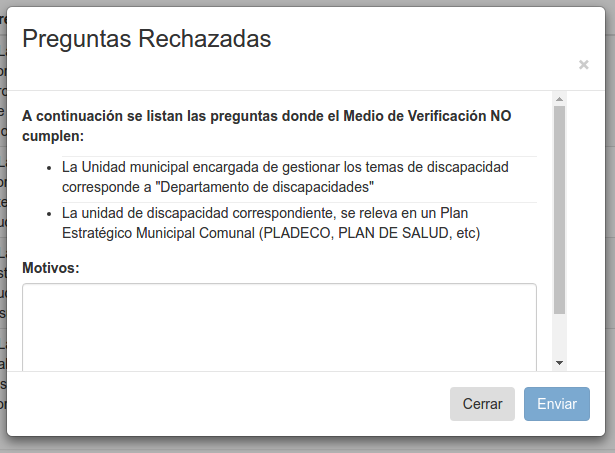 Preguntas Rechazadas
×
A continuación se listan las preguntas donde el Medio de Verificación NO
cumplen:
• La Unidad municipal encargada de gestionar los temas de discapacidad
corresponde a "Departamento de discapacidades"
• La unidad de discapacidad correspondiente, se releva en un Plan
Estratégico Municipal Comunal (PLADECO, PLAN DE SALUD, etc)
Motivos:
Cerrar Enviar